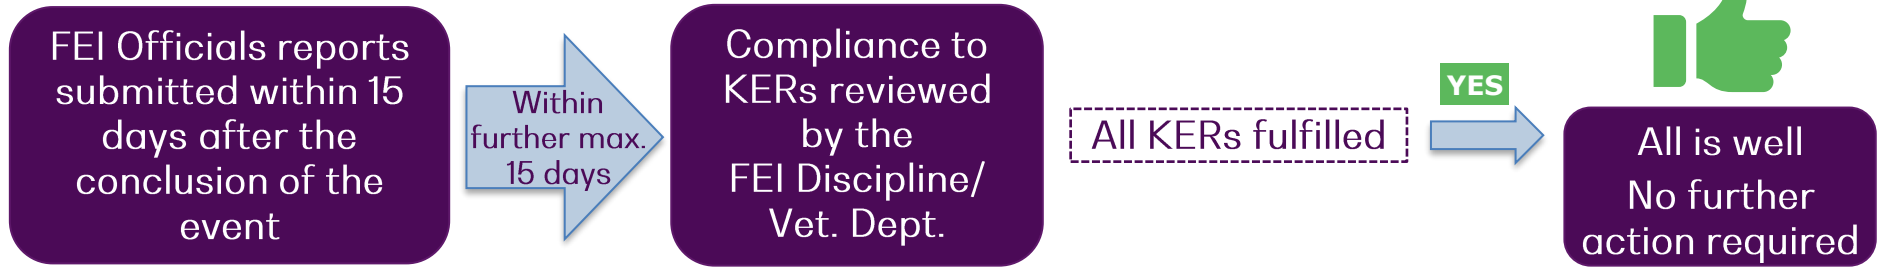 FEI Officials reports
submitted within 15
days after the
conclusion of the
event
Within
further max.
15 days
Compliance to
KERs reviewed
by the
FEI Discipline/
Vet. Dept.
All KERs fulfilled
YES
All is well
No further
action required